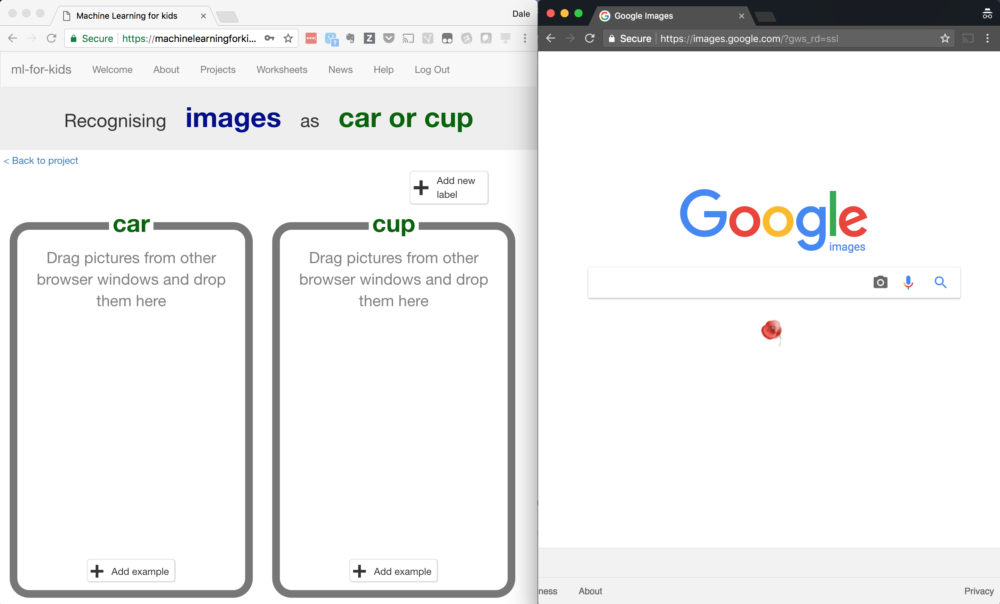 Machine Learning for kids
Dale
Secure https://machinelearningforki...
ml-for-kids Welcome About Projects Worksheets News Help Log Out
Recognising images as car or cup
< Back to project
Add new
label
car
Drag pictures from other
browser windows and drop
them here
Add example
cup
Drag pictures from other
browser windows and drop
them here
Add example
Google Images
Secure https://images.google.com/?gws_rd=ssl
Google
images
ness About Privacy